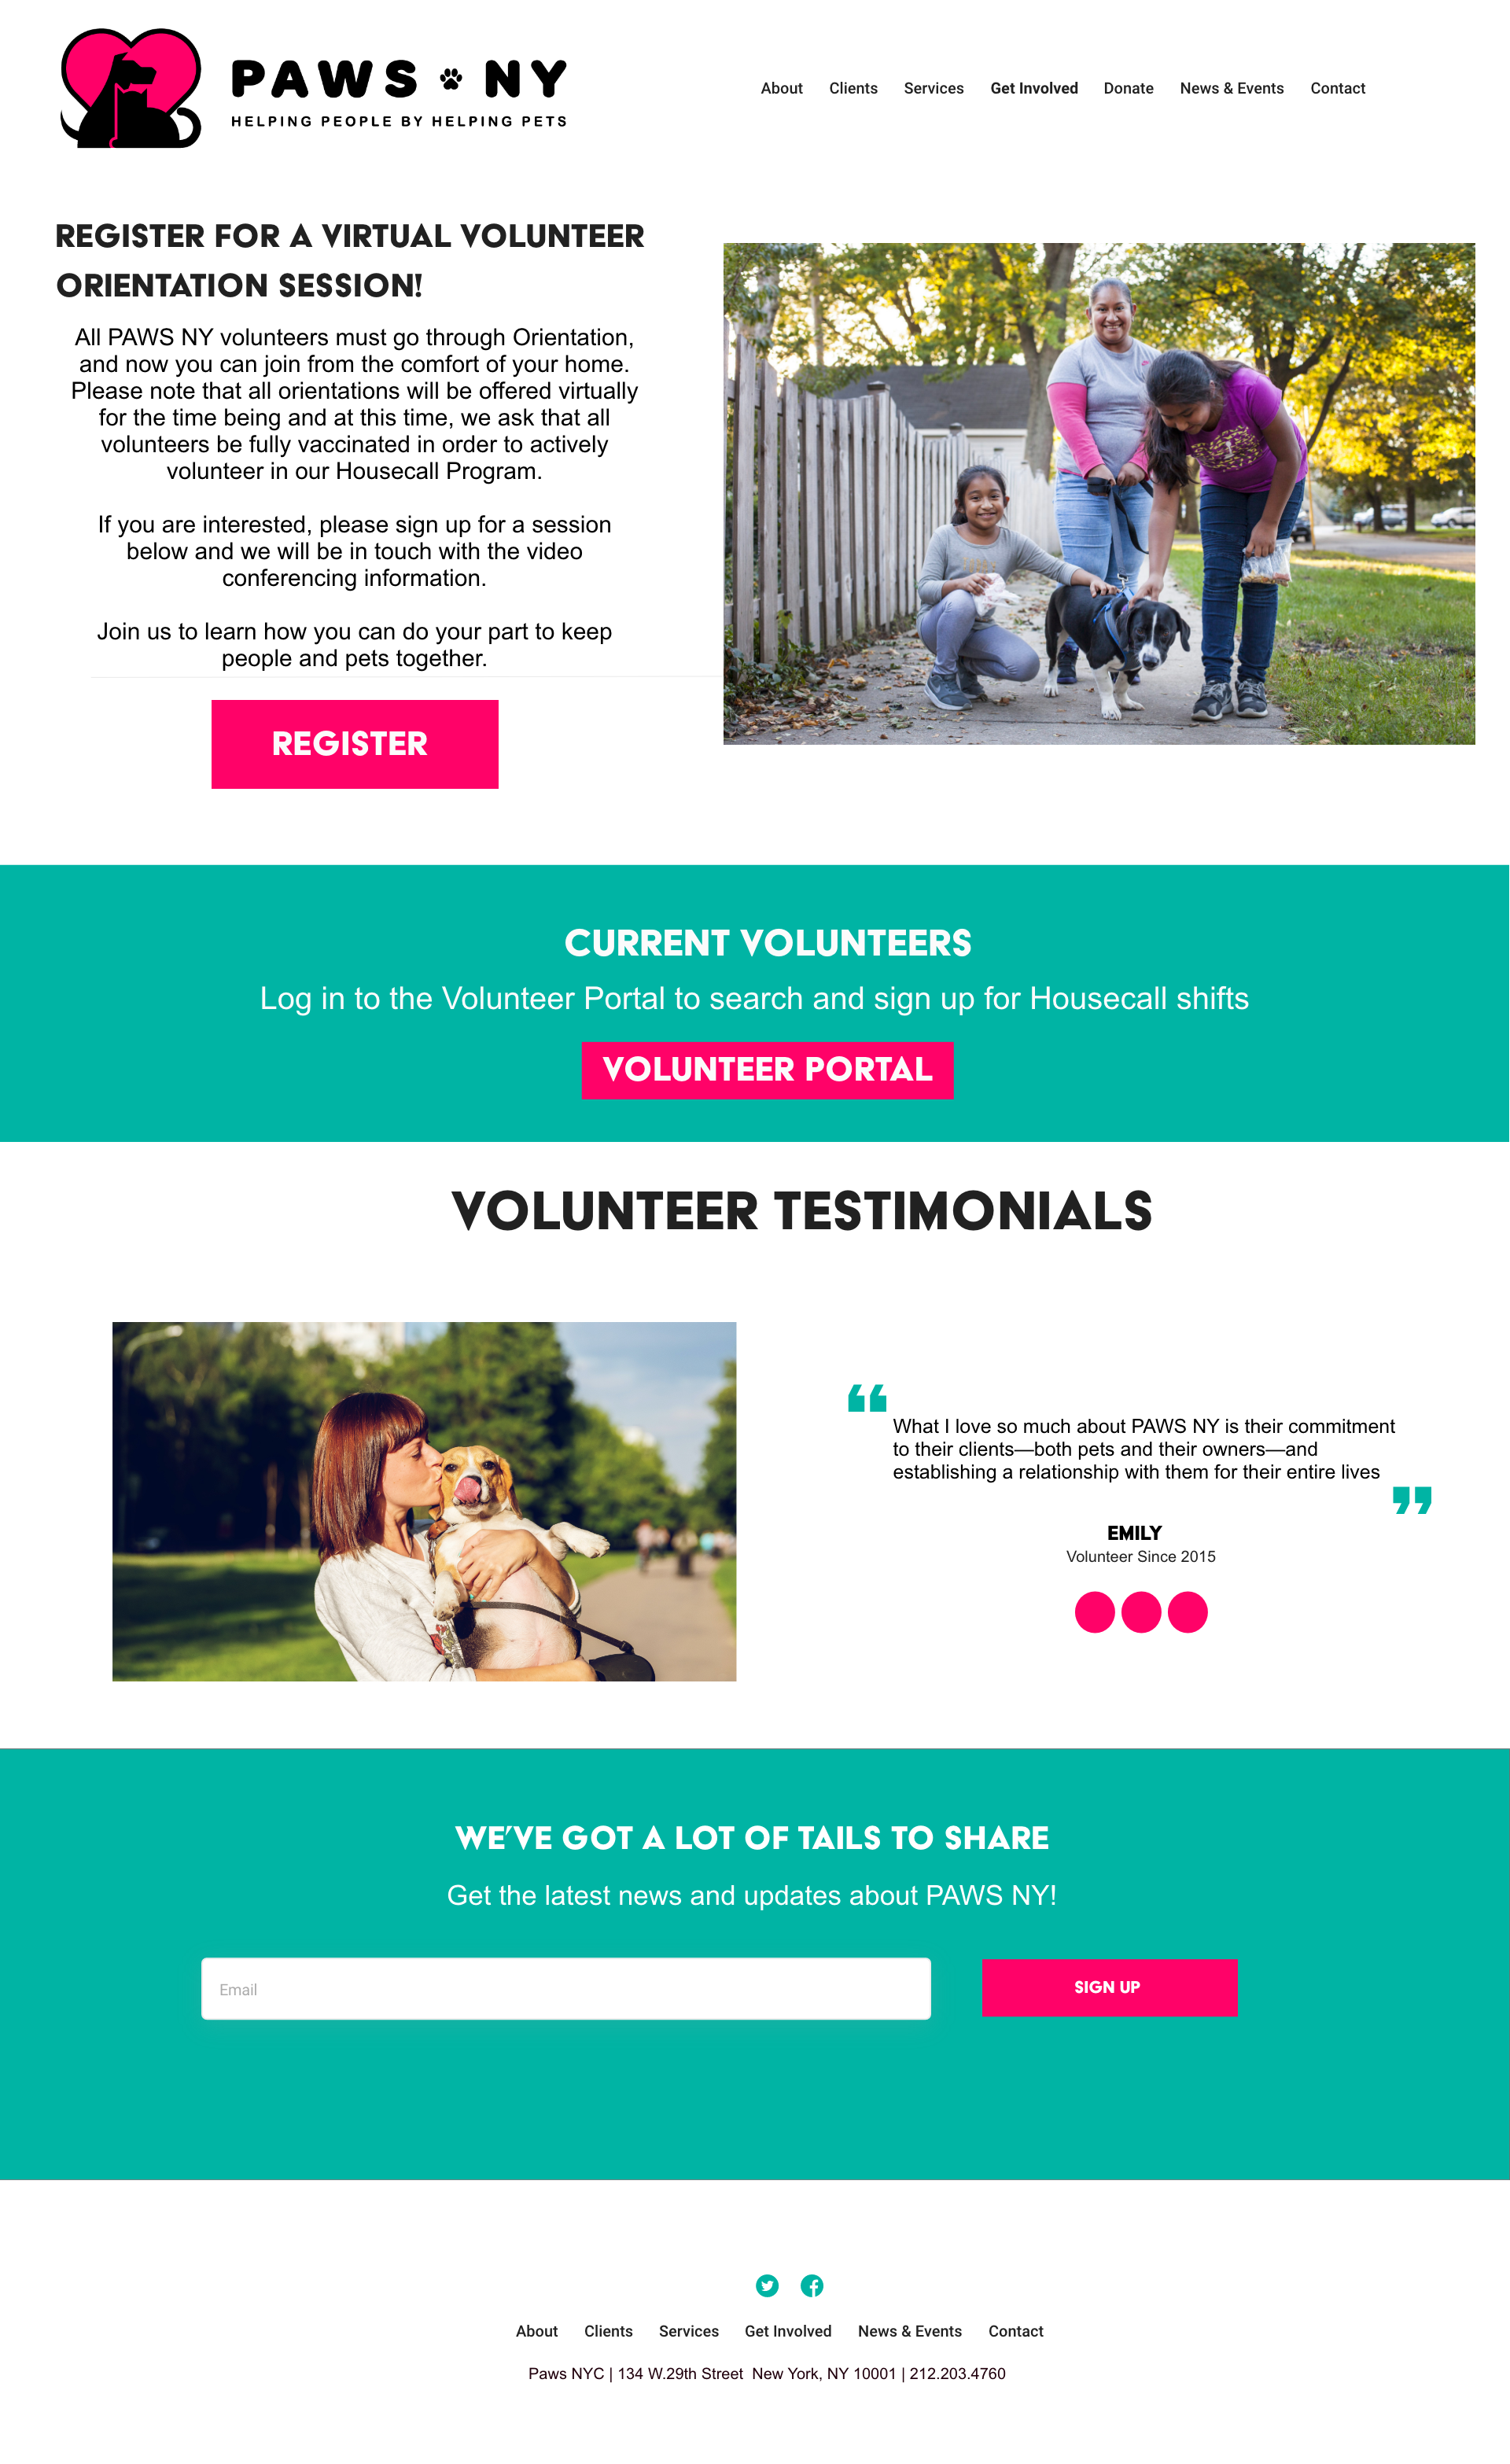 PAWS NY
HELPING PEOPLE BY HELPING PETS
About Clients Services Get Involved Donate News & Events Contact
REGISTER FOR A VIRTUAL VOLUNTEER
ORIENTATION SESSION!
All PAWS NY volunteers must go through Orientation,
and now you can join from the comfort of your home.
Please note that all orientations will be offered virtually
for the time being and at this time, we ask that all
volunteers be fully vaccinated in order to actively
volunteer in our Housecall Program.
If you are interested, please sign up for a session
below and we will be in touch with the video
conferencing information.
Join us to learn how you can do your part to keep
people and pets together.
REGISTER
CURRENT VOLUNTEERS
Log in to the Volunteer Portal to search and sign up for Housecall shifts
VOLUNTEER PORTAL
VOLUNTEER TESTIMONIALS
“
What I love so much about PAWS NY is their commitment
to their clients—both pets and their owners—and
establishing a relationship with them for their entire lives
”
EMILY
Volunteer Since 2015
WE'VE GOT A LOT OF TAILS TO SHARE
Get the latest news and updates about PAWS NY!
Email
SIGN UP
About Clients Services Get Involved News & Events Contact
Paws NYC | 134 W.29th Street New York, NY 10001 | 212.203.4760